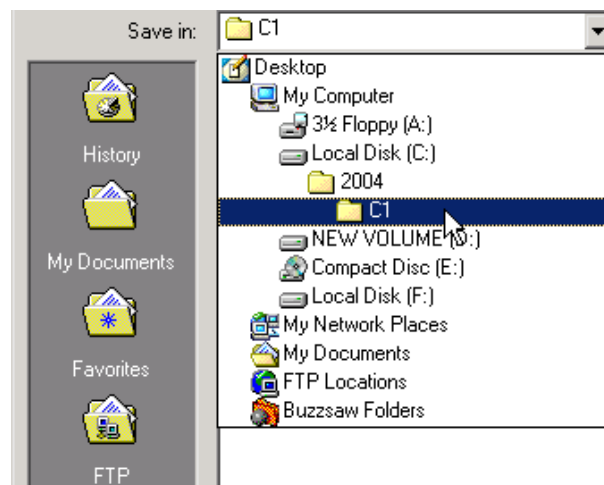 Save in:
C1
Desktop
My Computer
3½ Floppy (A:)
Local Disk (C:)
2004
C1
NEW VOLUME (D:)
Compact Disc (E:)
Local Disk (F:)
My Network Places
My Documents
FTP Locations
Buzzsaw Folders
History
My Documents
Favorites
FTP